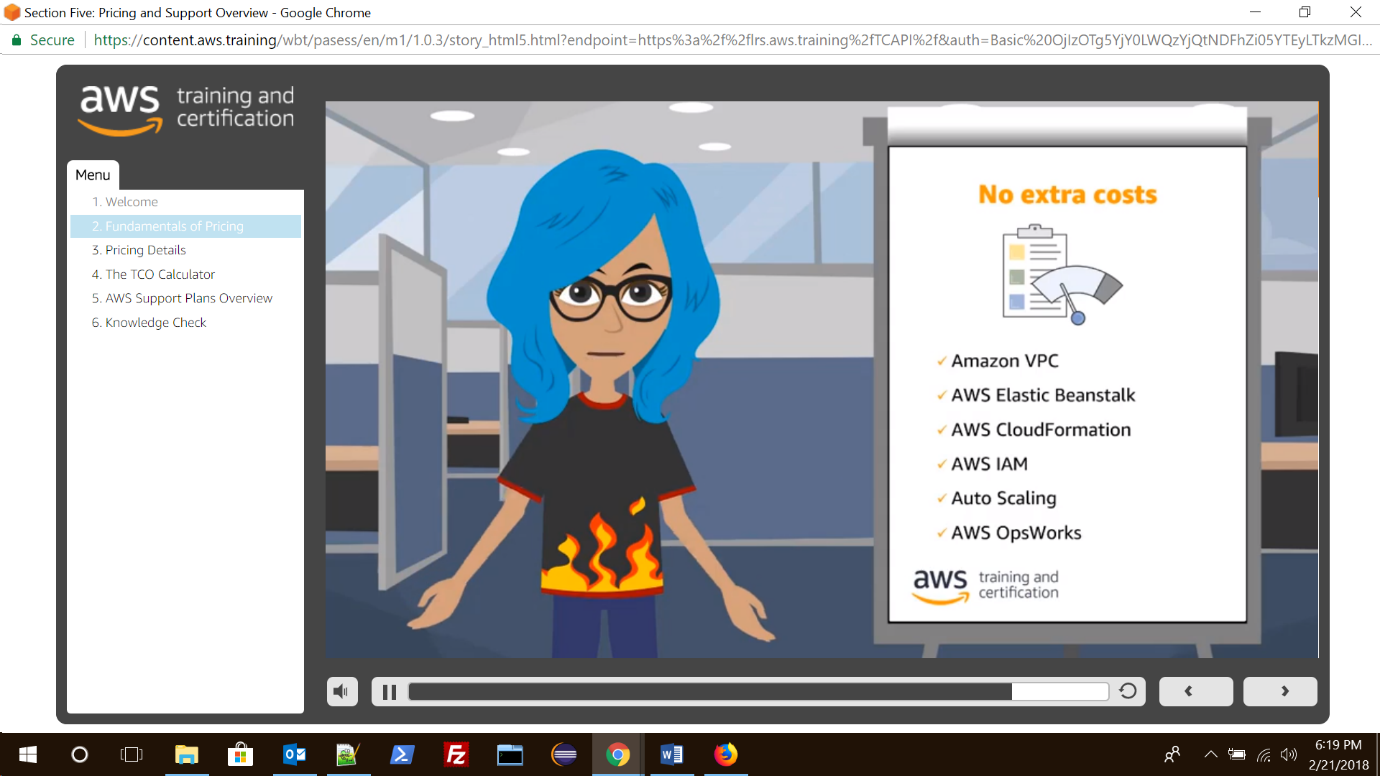 Section Five: Pricing and Support Overview - Google Chrome
Secure
https://content.aws.training/wbt/pasess/en/m1/1.0.3/story_html5.html?endpoint=https%3a%2f%2flrs.aws.training%2fTCAPI%2f&auth=Basic%20OjIzOTg5YjY0LWQzYjQtNDFhZi05YTEyLTkzMGI...
aws training and
certification
Menu
1. Welcome
2. Fundamentals of Pricing
3. Pricing Details
4. The TCO Calculator
5. AWS Support Plans Overview
6. Knowledge Check
No extra costs
Amazon VPC
AWS Elastic Beanstalk
AWS CloudFormation
AWS IAM
Auto Scaling
AWS OpsWorks
aws training and
certification
6:19 PM
2/21/2018